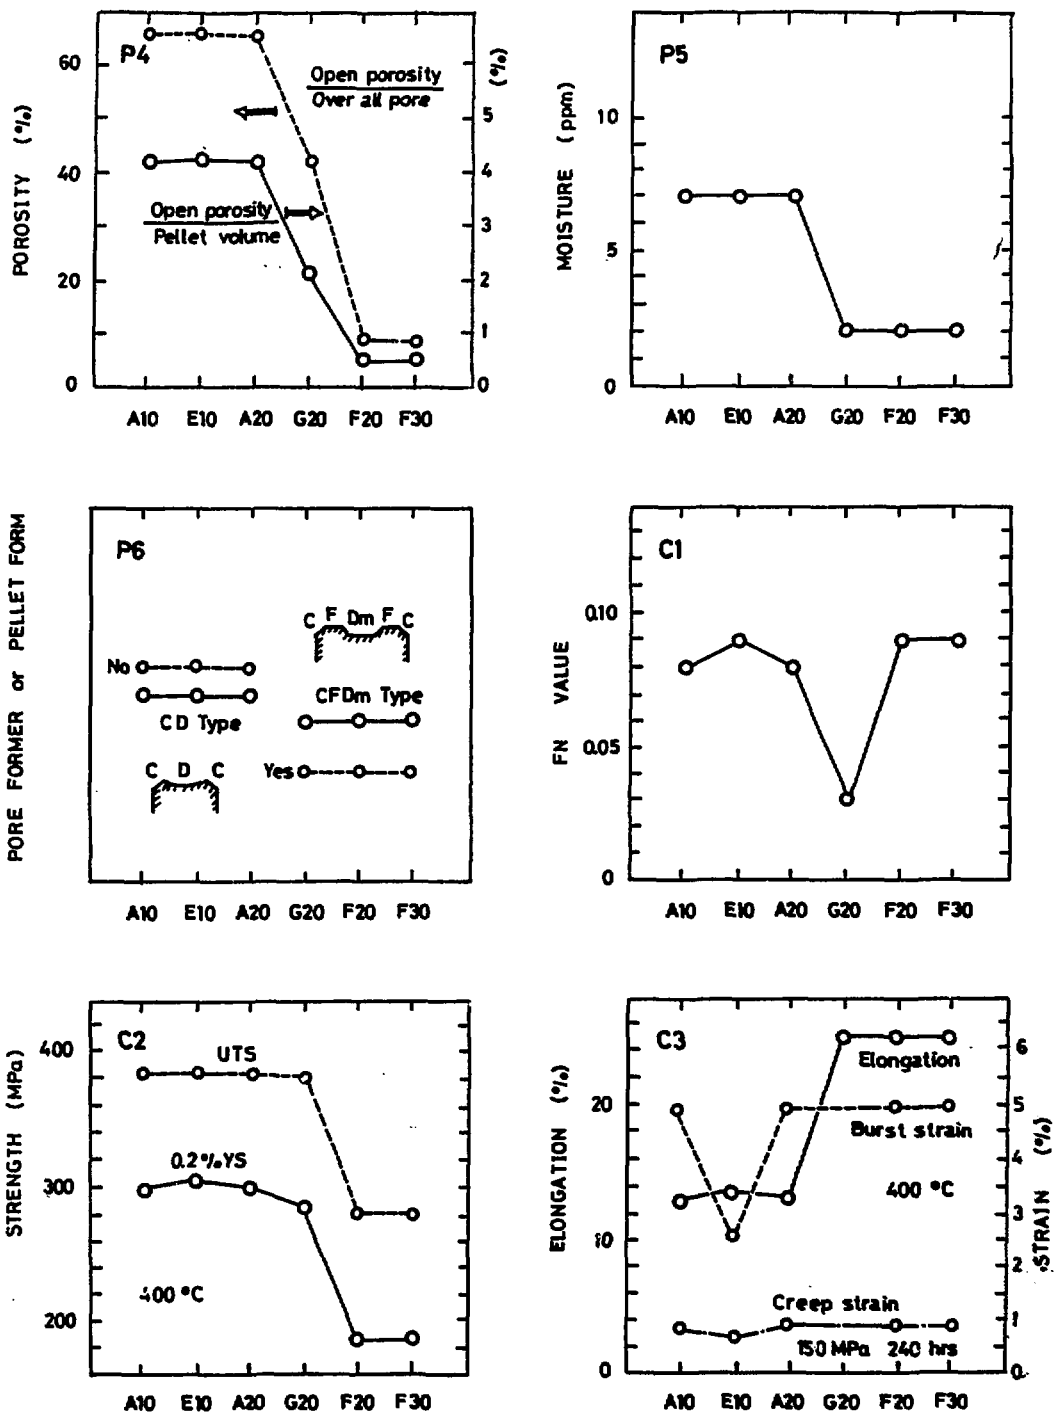 P4
POROSITY (%)
60
40
20
0
Open porosity
Over all pore
Open porosity
Pellet volume
(%)
5
4
3
2
1
0
A10 E10 A20 G20 F20 F30
P5
MOISTURE (ppm)
10
5
0
A10 E10 A20 G20 F20 F30
PORE FORMER or PELLET FORM
P6
C F Dm F C
No
CFDm Type
CD Type
C D C
Yes
A10 E10 A20 G20 F20 F30
C1
FN VALUE
0.10
0.05
0
A10 E10 A20 G20 F20 F30
C2
STRENGTH (MPa)
400
300
200
UTS
0.2%YS
400 °C
A10 E10 A20 G20 F20 F30
C3
ELONGATION (%)
20
10
0
Elongation
Burst strain
400 °C
Creep strain
150 MPa 240 hrs
STRAIN (%)
6
5
4
3
2
1
0
A10 E10 A20 G20 F20 F30